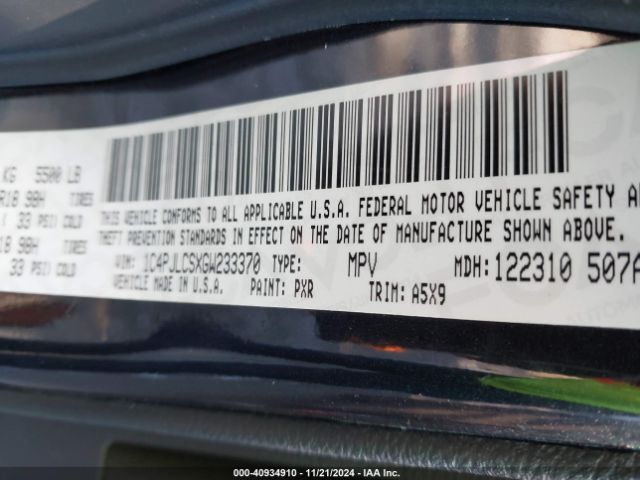 KG 5500 LB
R18 98H TIRES
33 PSI/COLD
R18 98H TIRES
33 PSI/COLD
THIS VEHICLE CONFORMS TO ALL APPLICABLE U.S.A. FEDERAL MOTOR VEHICLE SAFETY
THEFT PREVENTION STANDARDS IN EFFECT ON THE DATE OF MANUFACTURE SHOWN ABOVE.
VIN: 1C4PJLCSXGW233370 TYPE: MPV MDH: 122310 5076
VEHICLE MADE IN U.S.A. PAINT: PXR TRIM: A5X9
000-40934910 - 11/21/2024 - IAA Inc.